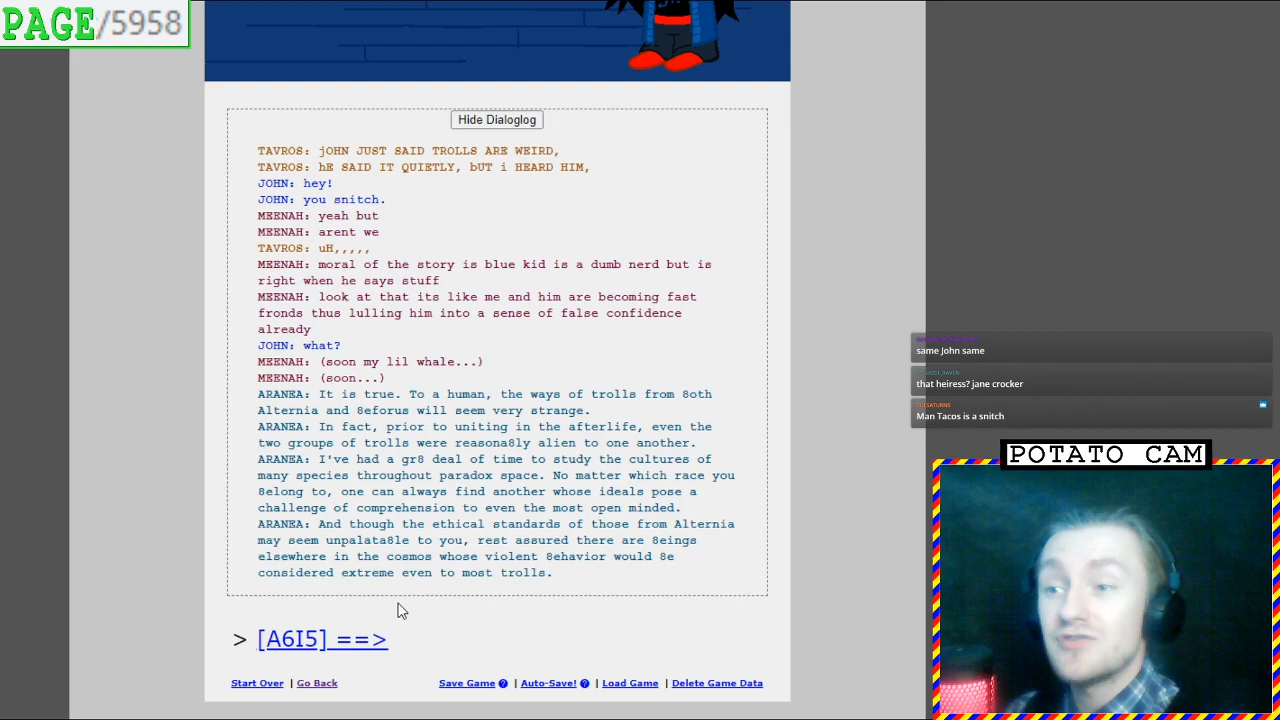 PAGE/5958
Hide Dialoglog
TAVROS: jOHN JUST SAID TROLLS ARE WEIRD,
TAVROS: hE SAID IT QUIETLY, bUT i HEARD HIM,
JOHN: hey!
JOHN: you snitch.
MEENAH: yeah but
MEENAH: arent we
TAVROS: uH,,,,,
MEENAH: moral of the story is blue kid is a dumb nerd but is
right when he says stuff
MEENAH: look at that its like me and him are becoming fast
fronds thus lulling him into a sense of false confidence
already
JOHN: what?
MEENAH: (soon my lil whale...)
MEENAH: (soon...)
ARANEA: It is true. To a human, the ways of trolls from 8oth
Alternia and 8eforus will seem very strange.
ARANEA: In fact, prior to uniting in the afterlife, even the
two groups of trolls were reasona8ly alien to one another.
ARANEA: I've had a gr8 deal of time to study the cultures of
many species throughout paradox space. No matter which race you
8elong to, one can always find another whose ideals pose a
challenge of comprehension to even the most open minded.
ARANEA: And though the ethical standards of those from Alternia
may seem unpalata8le to you, rest assured there are 8eings
elsewhere in the cosmos whose violent 8ehavior would 8e
considered extreme even to most trolls.
> [A6I5] ==>
Start Over | Go Back
Save Game ? | Auto-Save! ? | Load Game | Delete Game Data
same John same
that heiress? jane crocker
Man Tacos is a snitch
POTATO CAM